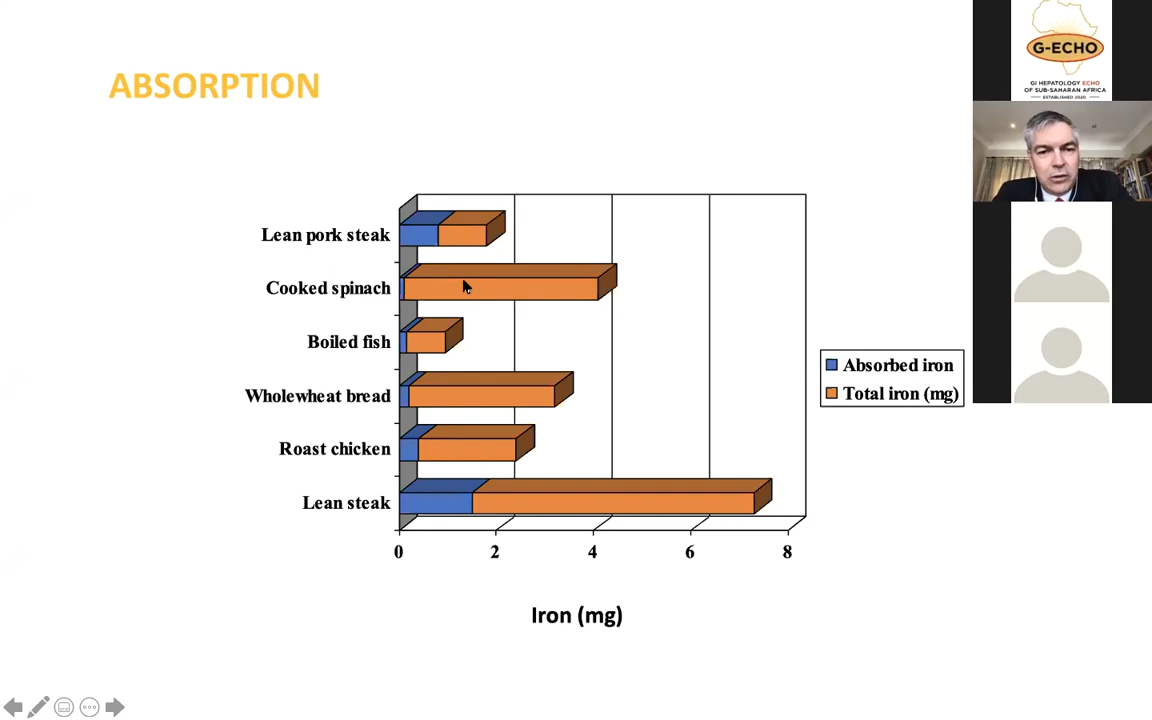 ABSORPTION
Lean pork steak
Cooked spinach
Boiled fish
Wholewheat bread
Roast chicken
Lean steak
0 2 4 6 8
Iron (mg)
Absorbed iron
Total iron (mg)
G-ECHO
GI HEPATOLOGY ECHO
OF SUB-SAHARAN AFRICA
ESTABLISHED 2020